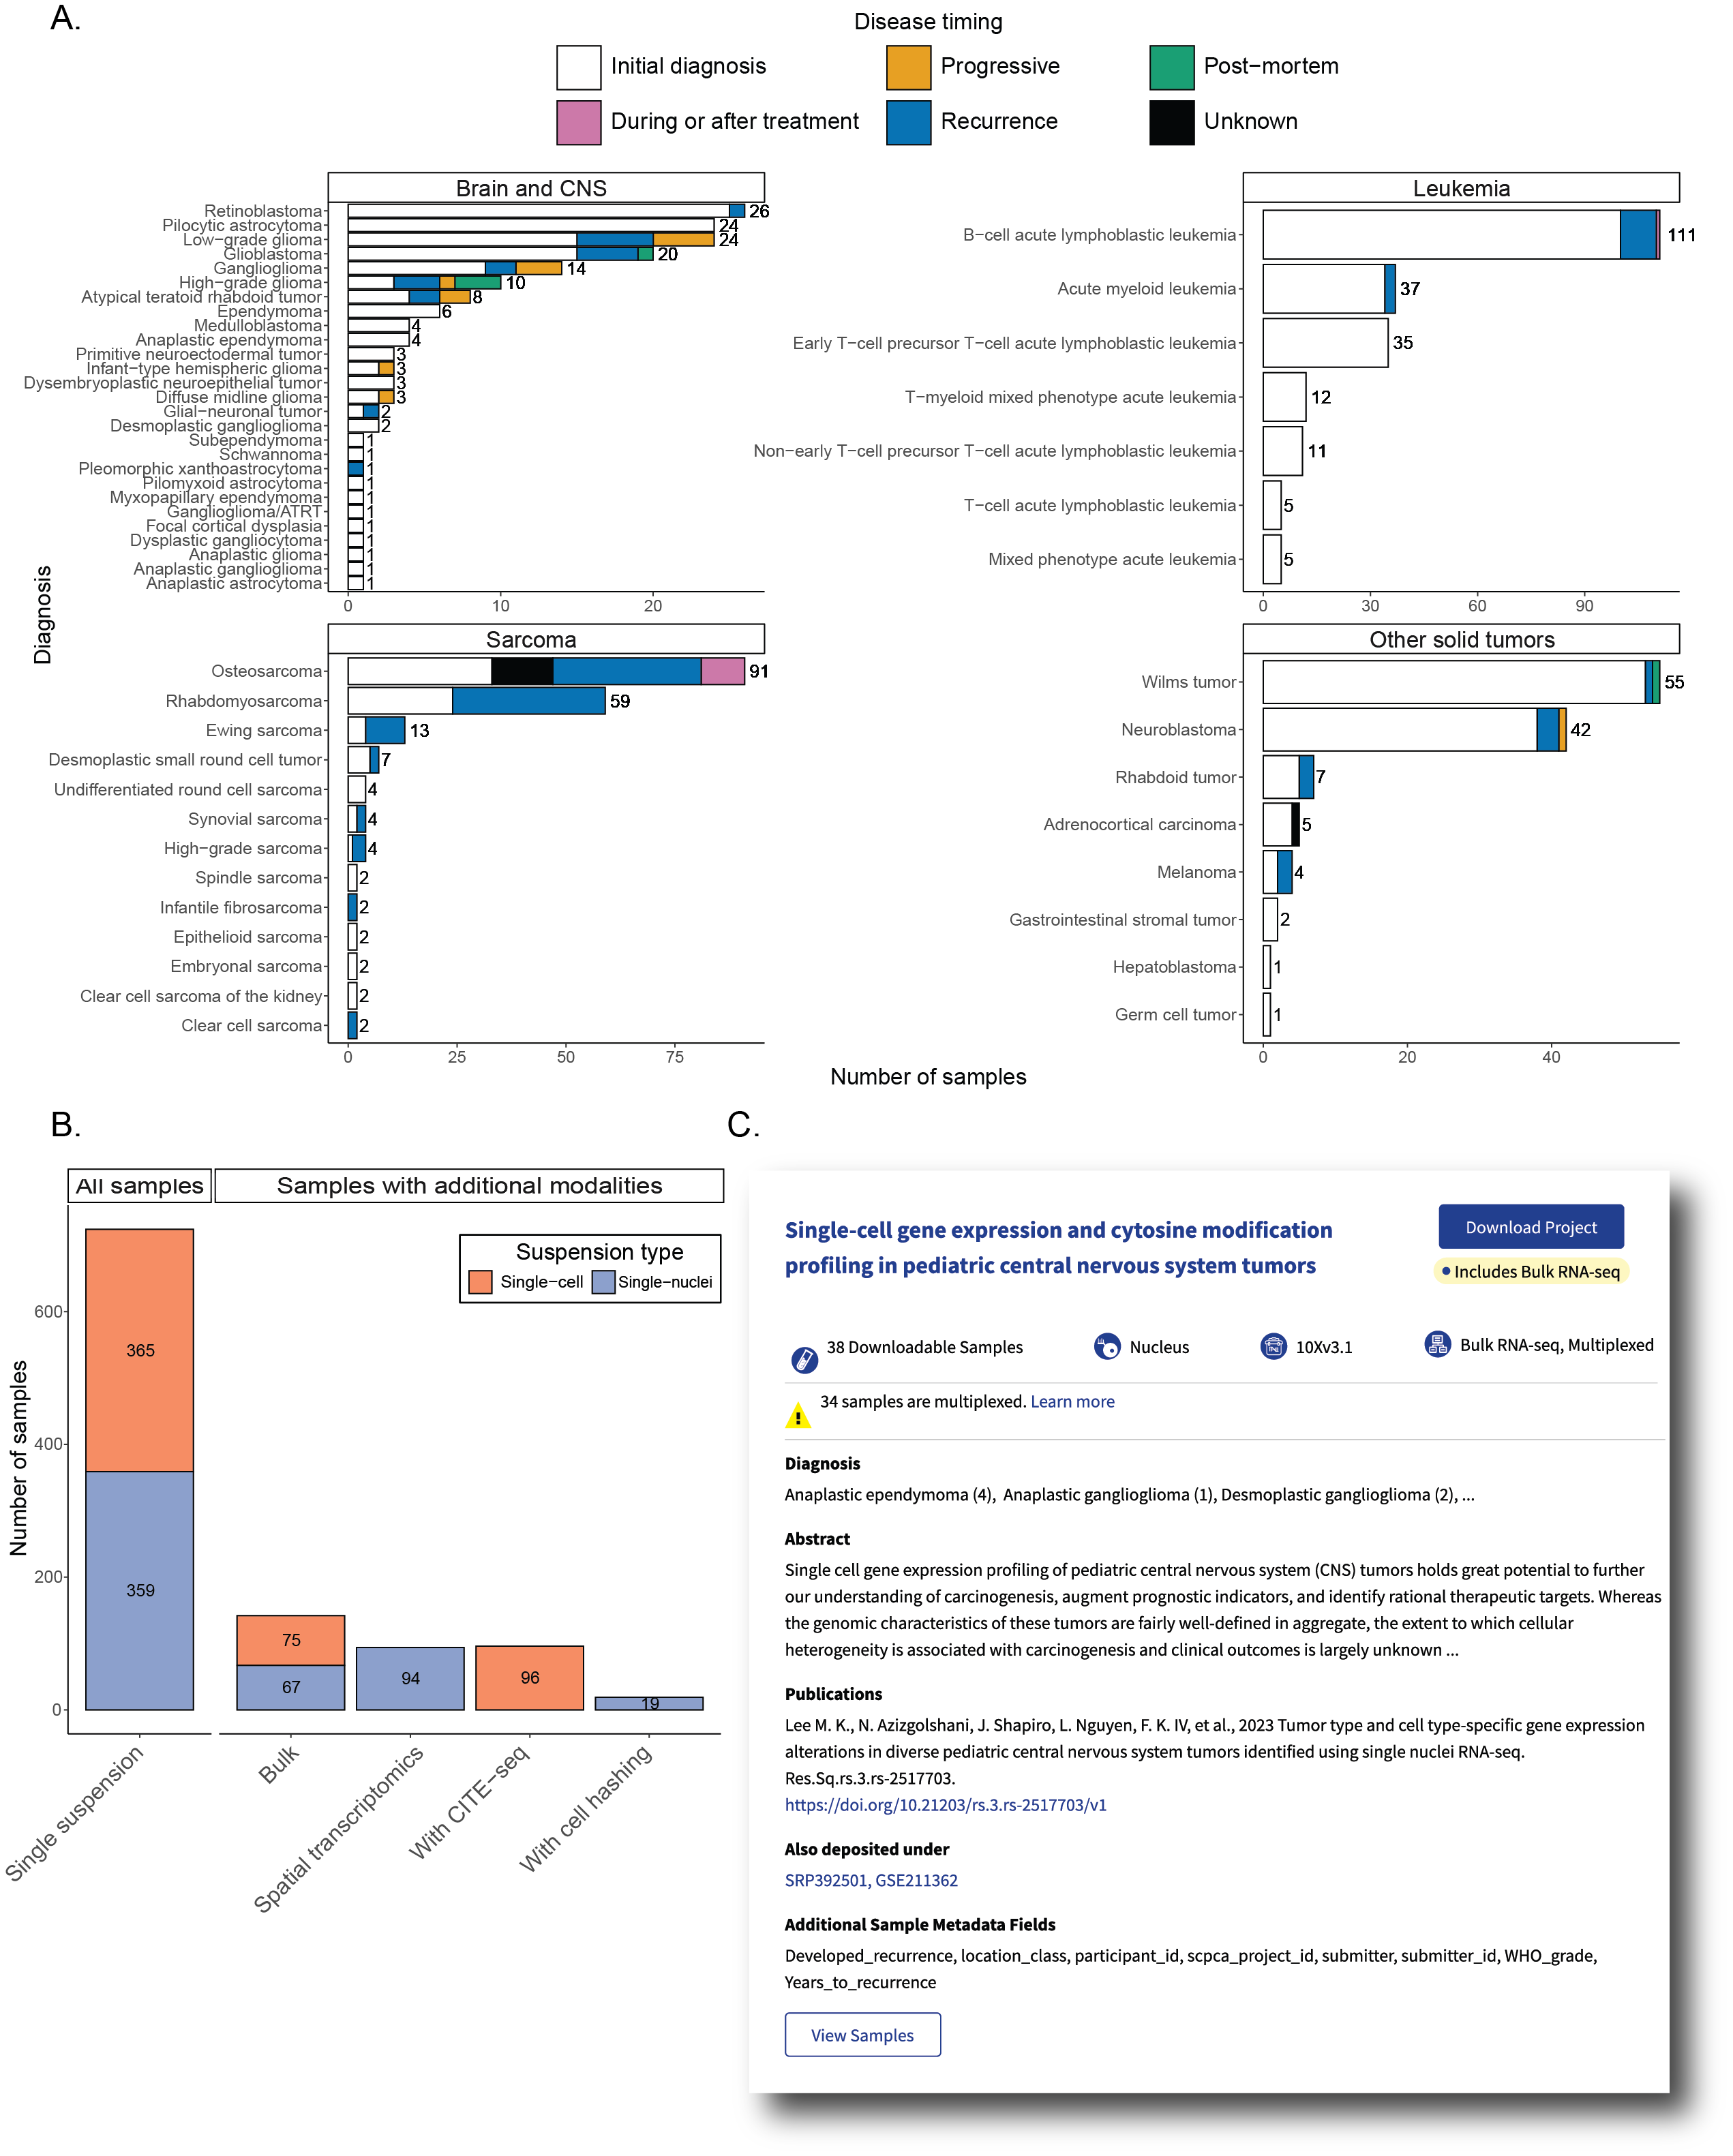 A.
Disease timing
Initial diagnosis
Progressive
Post−mortem
During or after treatment
Recurrence
Unknown
Diagnosis
Brain and CNS
Retinoblastoma 26
Pilocytic astrocytoma 24
Low−grade glioma 24
Glioblastoma 20
Ganglioglioma 14
High−grade glioma 10
Atypical teratoid rhabdoid tumor 8
Ependymoma 6
Medulloblastoma 4
Anaplastic ependymoma 4
Primitive neuroectodermal tumor 3
Infant−type hemispheric glioma 3
Dysembryoplastic neuroepithelial tumor 3
Diffuse midline glioma 3
Glial−neuronal tumor 2
Desmoplastic ganglioglioma 2
Subependymoma 1
Schwannoma 1
Pleomorphic xanthoastrocytoma 1
Pilomyxoid astrocytoma 1
Myxopapillary ependymoma 1
Ganglioglioma/ATRT 1
Focal cortical dysplasia 1
Dysplastic gangliocytoma 1
Anaplastic glioma 1
Anaplastic ganglioglioma 1
Anaplastic astrocytoma 1
0 10 20
Leukemia
B−cell acute lymphoblastic leukemia 111
Acute myeloid leukemia 37
Early T−cell precursor T−cell acute lymphoblastic leukemia 35
T−myeloid mixed phenotype acute leukemia 12
Non−early T−cell precursor T−cell acute lymphoblastic leukemia 11
T−cell acute lymphoblastic leukemia 5
Mixed phenotype acute leukemia 5
0 30 60 90
Sarcoma
Osteosarcoma 91
Rhabdomyosarcoma 59
Ewing sarcoma 13
Desmoplastic small round cell tumor 7
Undifferentiated round cell sarcoma 4
Synovial sarcoma 4
High−grade sarcoma 4
Spindle sarcoma 2
Infantile fibrosarcoma 2
Epithelioid sarcoma 2
Embryonal sarcoma 2
Clear cell sarcoma of the kidney 2
Clear cell sarcoma 2
0 25 50 75
Other solid tumors
Wilms tumor 55
Neuroblastoma 42
Rhabdoid tumor 7
Adrenocortical carcinoma 5
Melanoma 4
Gastrointestinal stromal tumor 2
Hepatoblastoma 1
Germ cell tumor 1
0 20 40
Number of samples
B.
All samples
Samples with additional modalities
Suspension type
Single−cell
Single−nuclei
Number of samples
600
400
200
0
365
359
75
67
94
96
19
Single suspension
Bulk
Spatial transcriptomics
With CITE−seq
With cell hashing
C.
Single-cell gene expression and cytosine modification
profiling in pediatric central nervous system tumors
Download Project
Includes Bulk RNA-seq
38 Downloadable Samples
Nucleus
10Xv3.1
Bulk RNA-seq, Multiplexed
34 samples are multiplexed. Learn more
Diagnosis
Anaplastic ependymoma (4), Anaplastic ganglioglioma (1), Desmoplastic ganglioglioma (2), ...
Abstract
Single cell gene expression profiling of pediatric central nervous system (CNS) tumors holds great potential to further
our understanding of carcinogenesis, augment prognostic indicators, and identify rational therapeutic targets. Whereas
the genomic characteristics of these tumors are fairly well-defined in aggregate, the extent to which cellular
heterogeneity is associated with carcinogenesis and clinical outcomes is largely unknown ...
Publications
Lee M. K., N. Azizgolshani, J. Shapiro, L. Nguyen, F. K. IV, et al., 2023 Tumor type and cell type-specific gene expression
alterations in diverse pediatric central nervous system tumors identified using single nuclei RNA-seq.
Res.Sq.rs.3.rs-2517703.
https://doi.org/10.21203/rs.3.rs-2517703/v1
Also deposited under
SRP392501, GSE211362
Additional Sample Metadata Fields
Developed_recurrence, location_class, participant_id, scpca_project_id, submitter, submitter_id, WHO_grade,
Years_to_recurrence
View Samples